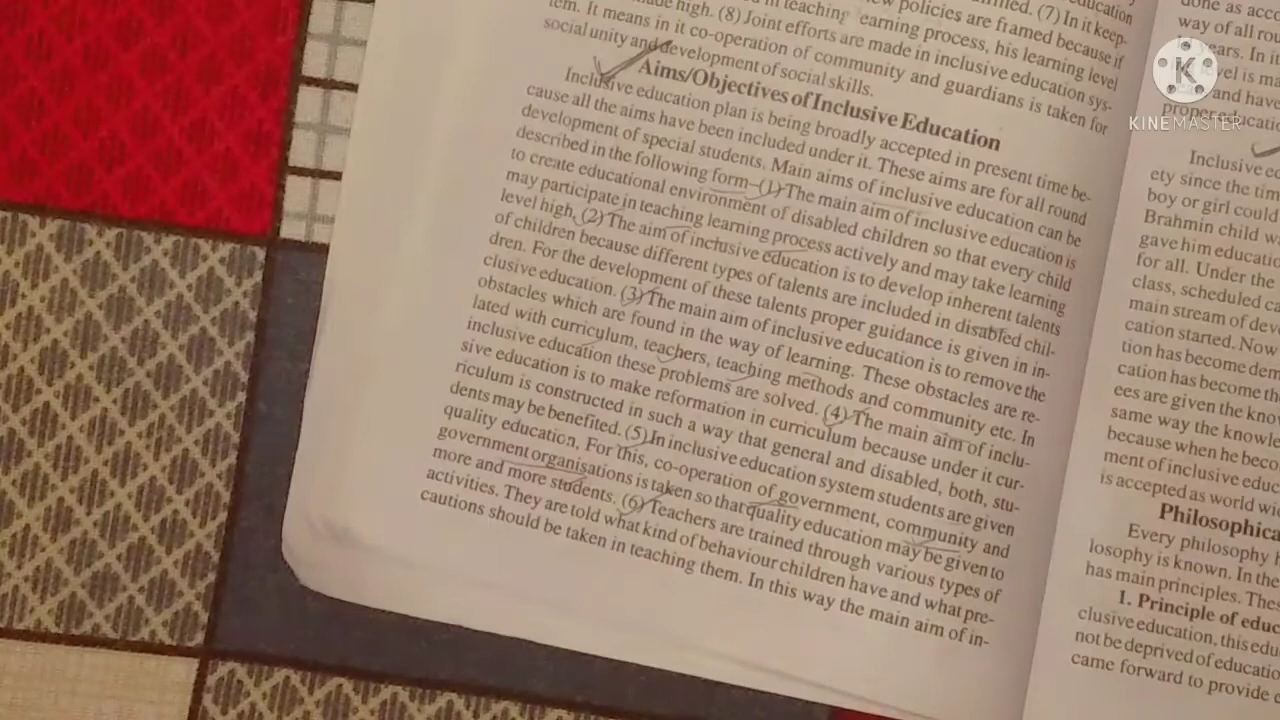 education
fied. (7) In it keep-
new policies are framed because if
in teaching learning process, his learning level
made high. (8) Joint efforts are made in inclusive education sys-
tem. It means in it co-operation of community and guardians is taken for
social unity and development of social skills.
Aims/Objectives of Inclusive Education
Inclusive education plan is being broadly accepted in present time be-
cause all the aims have been included under it. These aims are for all round
development of special students. Main aims of inclusive education can be
described in the following form–(1) The main aim of inclusive education is
to create educational environment of disabled children so that every child
may participate in teaching learning process actively and may take learning
level high. (2) The aim of inclusive education is to develop inherent talents
of children because different types of talents are included in disabled chil-
dren. For the development of these talents proper guidance is given in in-
clusive education. (3) The main aim of inclusive education is to remove the
obstacles which are found in the way of learning. These obstacles are re-
lated with curriculum, teachers, teaching methods and community etc. In
inclusive education these problems are solved. (4) The main aim of inclu-
sive education is to make reformation in curriculum because under it cur-
riculum is constructed in such a way that general and disabled, both, stu-
dents may be benefited. (5) In inclusive education system students are given
quality education. For this, co-operation of government, community and
government organisations is taken so that quality education may be given to
more and more students. (6) Teachers are trained through various types of
activities. They are told what kind of behaviour children have and what pre-
cautions should be taken in teaching them. In this way the main aim of in-
done as acc
way of all rou
years. In it
vel is ma
and have
proper educatio
Inclusive ed
ety since the tim
boy or girl could
Brahmin child wa
gave him educatio
for all. Under the
class, scheduled ca
main stream of dev
cation started. Now
tion has become dem
cation has become th
ees are given the kno
same way the knowle
because when he beco
ment of inclusive educ
is accepted as world wid
Philosophica
Every philosophy h
losophy is known. In the
has main principles. Thes
1. Principle of educ
clusive education, this edu
not be deprived of educatio
came forward to provide e
K
KINEMASTER